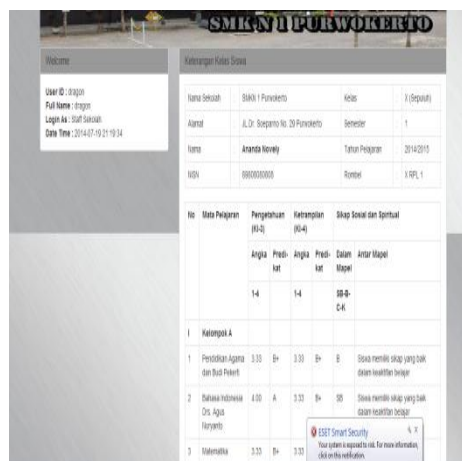 SMK N 1 PURWOKERTO
Welcome
Keterangan Kelas Siswa
User ID : dragon
Full Name : dragon
Login As : Staff Sekolah
Date Time : 2014-07-19 21:19:34
Nama Sekolah : SMKN 1 Purwokerto Kelas : X (Sepuluh)
Alamat : JL.Dr. Soeparno No. 29 Purwokerto Semester : 1
Nama : Ananda Novely Tahun Pelajaran : 2014/2015
NISN : Rombel : X RPL 1
No Mata Pelajaran Pengetahuan Ketrampilan Sikap Sosial dan Spiritual
(KI-3) (KI-4)
Angka Predi- Angka Predi- Dalam Antar Mapel
kat kat Mapel
1-4 1-4 SB-B-
C-K
I Kelompok A
1 Pendidikan Agama 3.33 B+ 3.33 B+ B Siswa memiliki sikap yang baik
dan Budi Pekerti dalam keaktifan belajar
2 Bahasa Indonesia 4.00 A 3.33 B+ SB Siswa memiliki sikap yang baik
Drs. Agus dalam keaktifan belajar
Nuryanto
3 Matematika 3.33 B+ 3.33
ESET Smart Security
Your system is exposed to risk. For more information,
click on this notification.